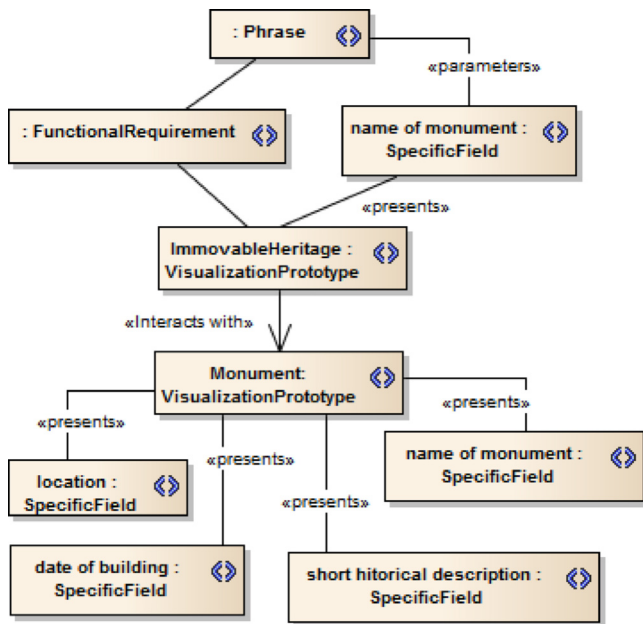 : Phrase
«parameters»
: FunctionalRequirement
name of monument :
SpecificField
«presents»
ImmovableHeritage :
VisualizationPrototype
«Interacts with»
Monument:
VisualizationPrototype
«presents»
«presents»
«presents»
name of monument :
SpecificField
location :
SpecificField
«presents»
date of building :
SpecificField
short hitorical description :
SpecificField